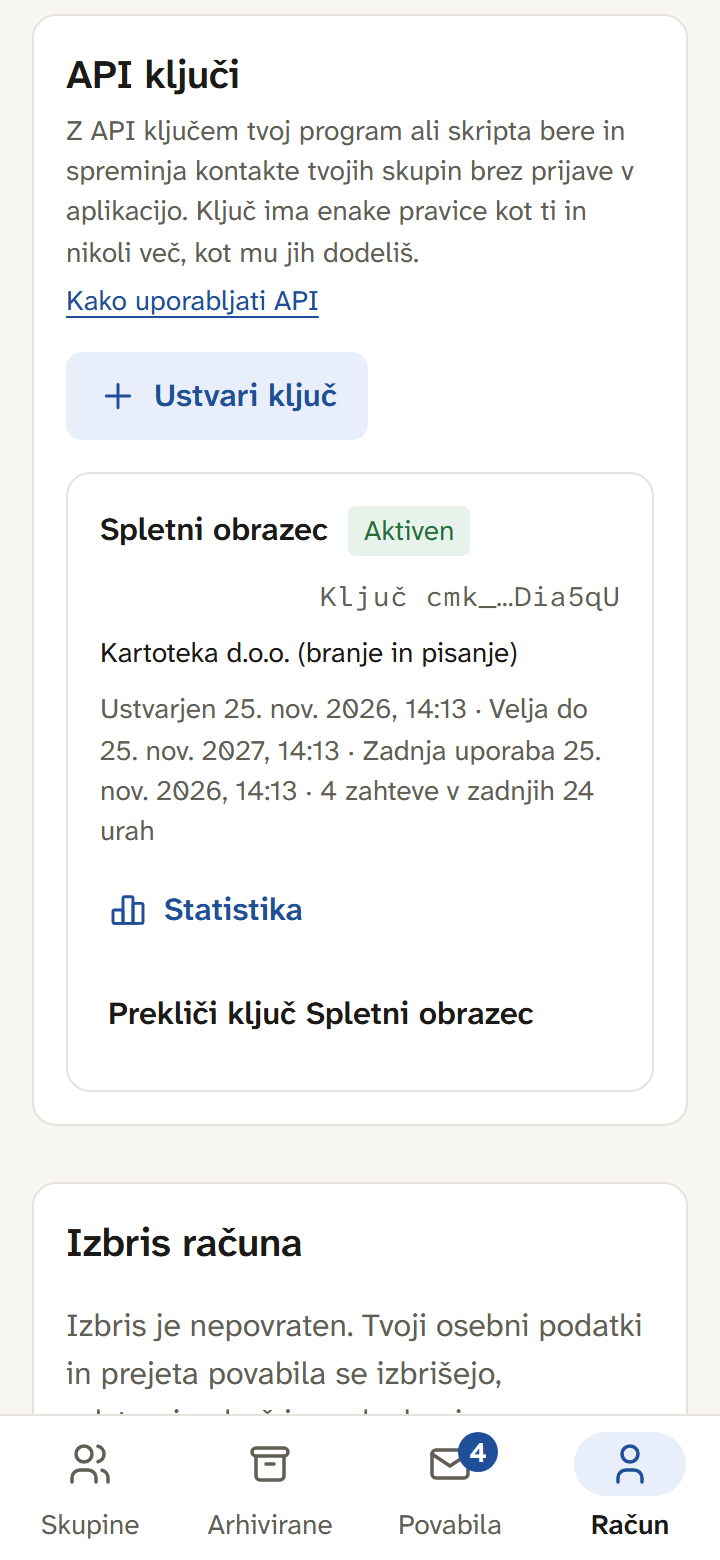 API ključi
Z API ključem tvoj program ali skripta bere in
spreminja kontakte tvojih skupin brez prijave v
aplikacijo. Ključ ima enake pravice kot ti in
nikoli več, kot mu jih dodeliš.
Kako uporabljati API
Ustvari ključ
Spletni obrazec Aktiven
Ključ cmk_…Dia5qU
Kartoteka d.o.o. (branje in pisanje)
Ustvarjen 25. nov. 2026, 14:13 · Velja do
25. nov. 2027, 14:13 · Zadnja uporaba 25.
nov. 2026, 14:13 · 4 zahteve v zadnjih 24
urah
Statistika
Prekliči ključ Spletni obrazec
Izbris računa
Izbris je nepovraten. Tvoji osebni podatki
in prejeta povabila se izbrišejo,
4
Skupine Arhivirane Povabila Račun